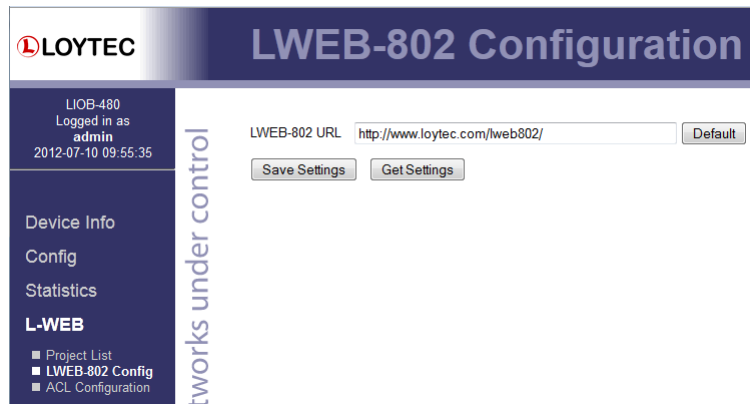 LOYTEC
LWEB-802 Configuration
LIOB-480
Logged in as
admin
2012-07-10 09:55:35
Device Info
Config
Statistics
L-WEB
Project List
LWEB-802 Config
ACL Configuration
tworks under control
LWEB-802 URL http://www.loytec.com/lweb802/ Default
Save Settings Get Settings